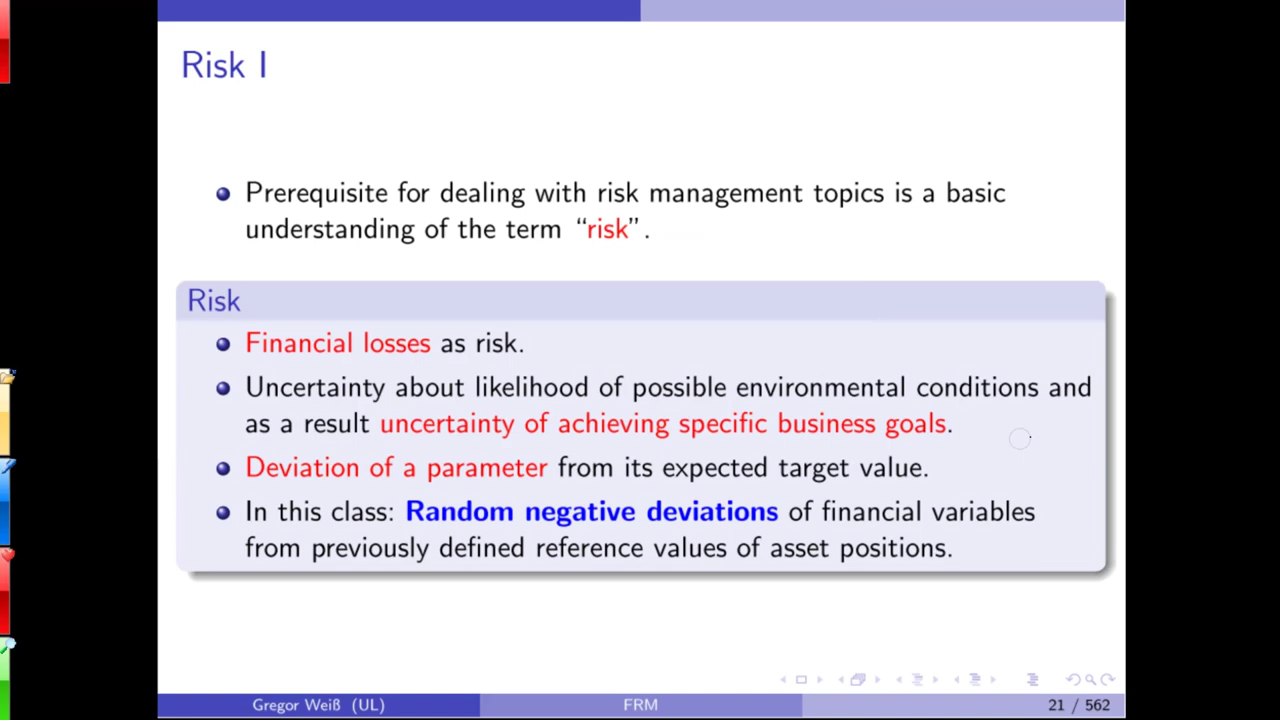 Risk I
Prerequisite for dealing with risk management topics is a basic
understanding of the term “risk”.
Risk
Financial losses as risk.
Uncertainty about likelihood of possible environmental conditions and
as a result uncertainty of achieving specific business goals.
Deviation of a parameter from its expected target value.
In this class: Random negative deviations of financial variables
from previously defined reference values of asset positions.
Gregor Weiß (UL)
FRM
21 / 562